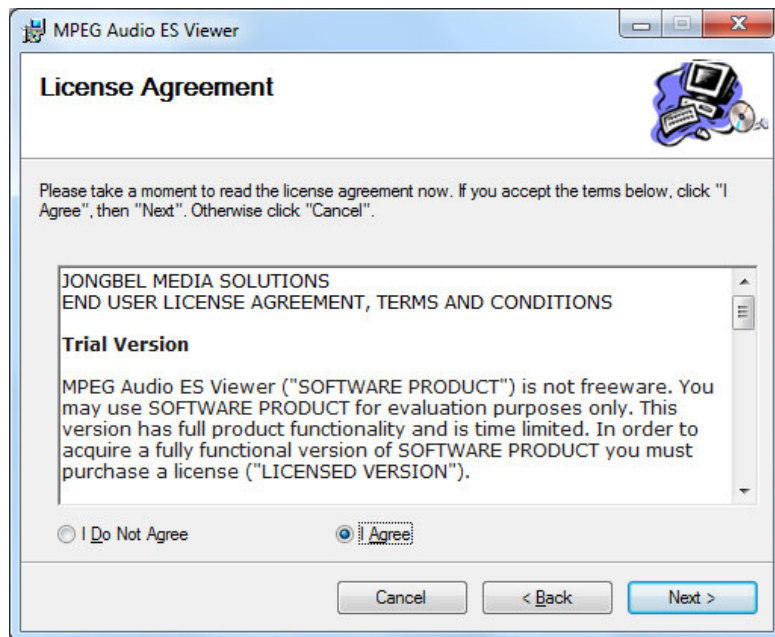 MPEG Audio ES Viewer
License Agreement
Please take a moment to read the license agreement now. If you accept the terms below, click "I
Agree", then "Next". Otherwise click "Cancel".
JONGBEL MEDIA SOLUTIONS
END USER LICENSE AGREEMENT, TERMS AND CONDITIONS
Trial Version
MPEG Audio ES Viewer ("SOFTWARE PRODUCT") is not freeware. You
may use SOFTWARE PRODUCT for evaluation purposes only. This
version has full product functionality and is time limited. In order to
acquire a fully functional version of SOFTWARE PRODUCT you must
purchase a license ("LICENSED VERSION").
I Do Not Agree
I Agree
Cancel
< Back
Next >